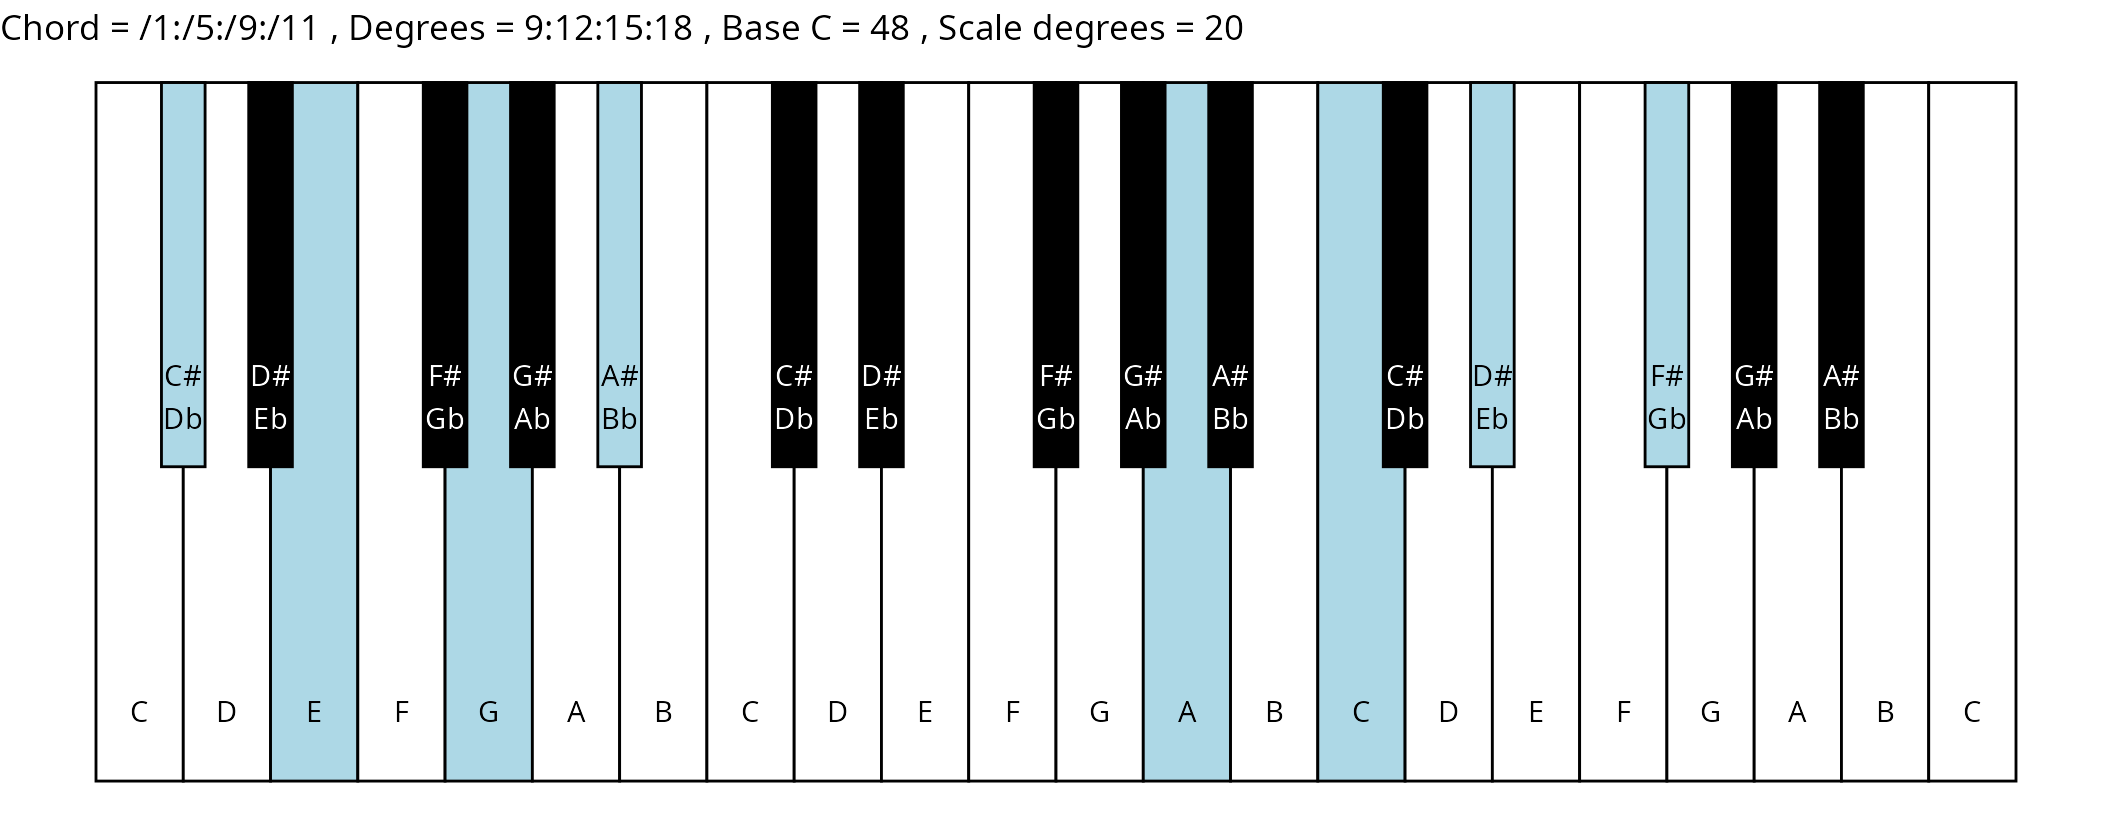 Chord = /1:/5:/9:/11 , Degrees = 9:12:15:18 , Base C = 48 , Scale degrees = 20
C# D# F# G# A# C# D# F# G# A# C# D# F# G# A#
Db Eb Gb Ab Bb Db Eb Gb Ab Bb Db Eb Gb Ab Bb
C D E F G A B C D E F G A B C D E F G A B C